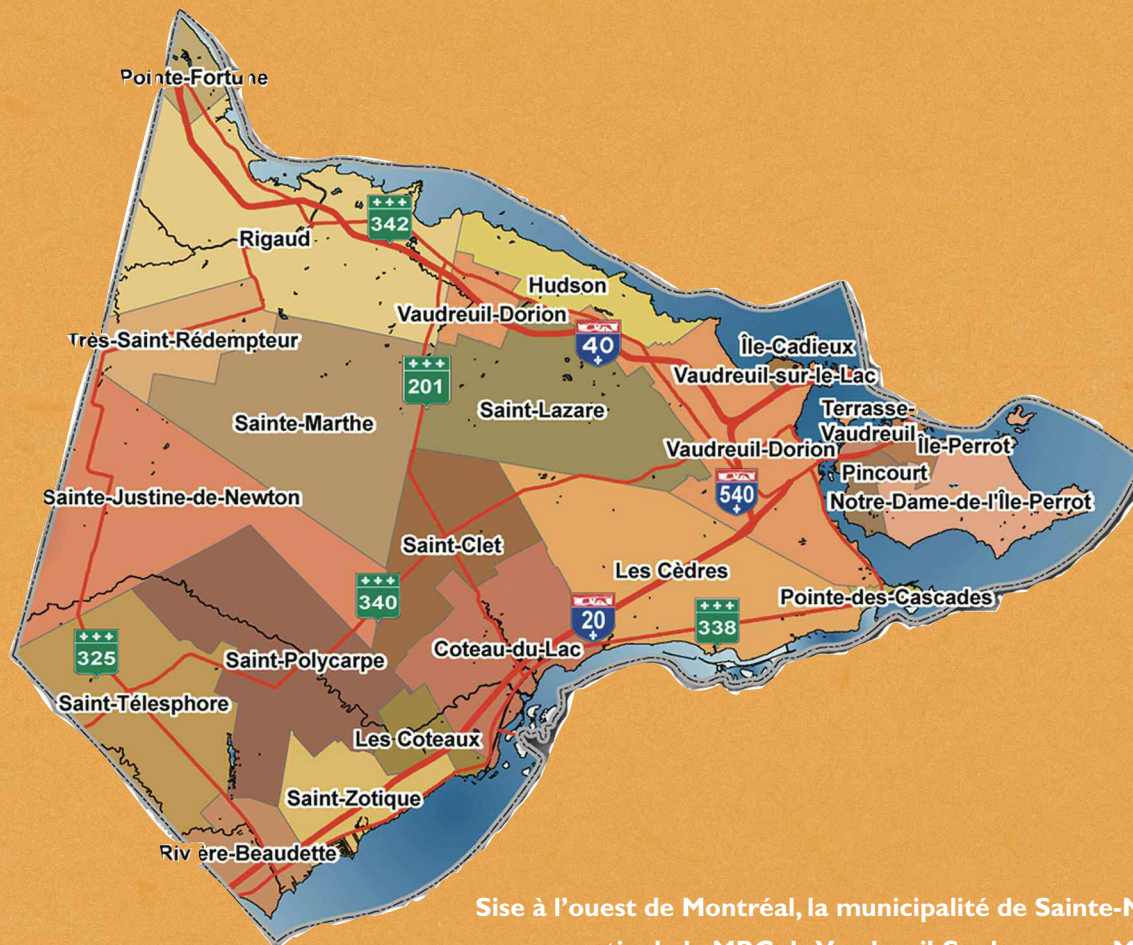 Pointe-Fortune
342
Rigaud
Hudson
Vaudreuil-Dorion
40
Très-Saint-Rédempteur
Île-Cadieux
201
Vaudreuil-sur-le-Lac
Saint-Lazare
Terrasse-
Vaudreuil
Sainte-Marthe
Vaudreuil-Dorion
Île-Perrot
Pincourt
540
Sainte-Justine-de-Newton
Notre-Dame-de-l'Île-Perrot
Saint-Clet
Les Cèdres
340
Pointe-des-Cascades
20
338
325
Saint-Polycarpe
Coteau-du-Lac
Saint-Télesphore
Les Coteaux
Saint-Zotique
Rivière-Beaudette
Sise à l'ouest de Montréal, la municipalité de Sainte-